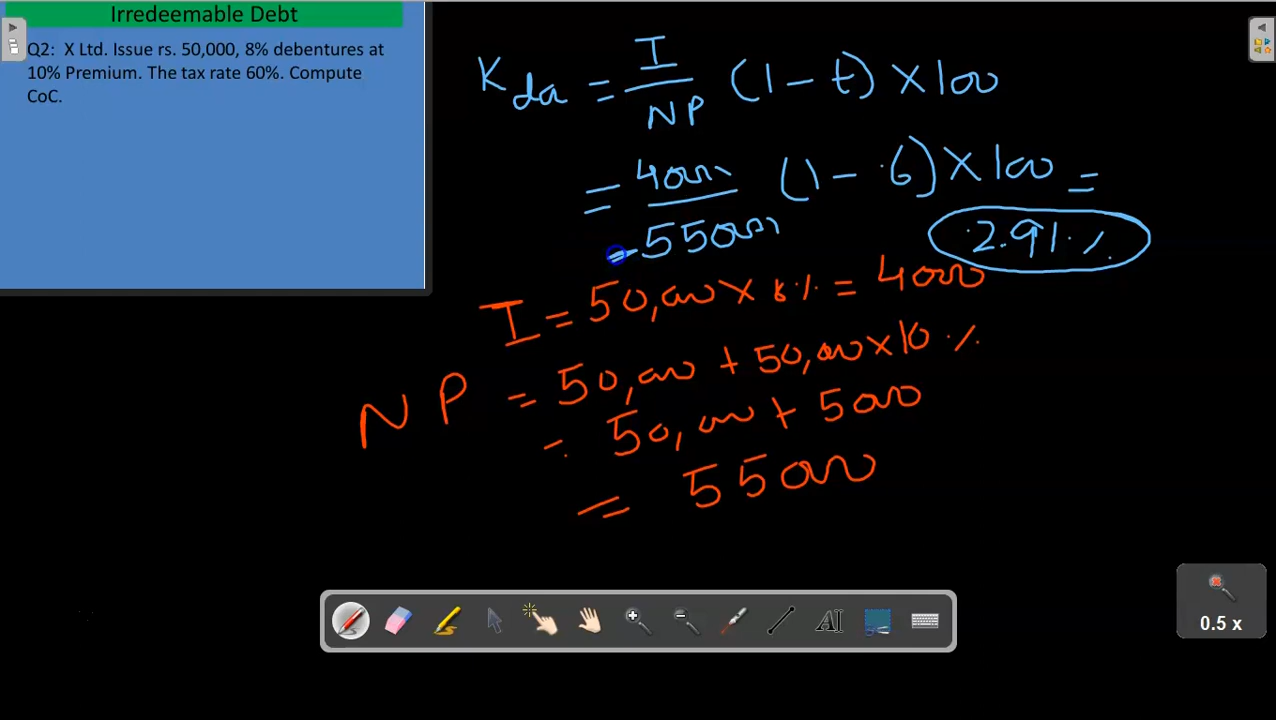 Irredeemable Debt
Q2: X Ltd. Issue rs. 50,000, 8% debentures at
10% Premium. The tax rate 60%. Compute
CoC.
Kda = I/NP (1 - t) X 100
= 4000/55000 (1 - .6) X 100 =
2.91%
I = 50,000 X 8% = 4000
NP = 50,000 + 50,000 x 10%
= 50,000 + 5000
= 55000
0.5 x